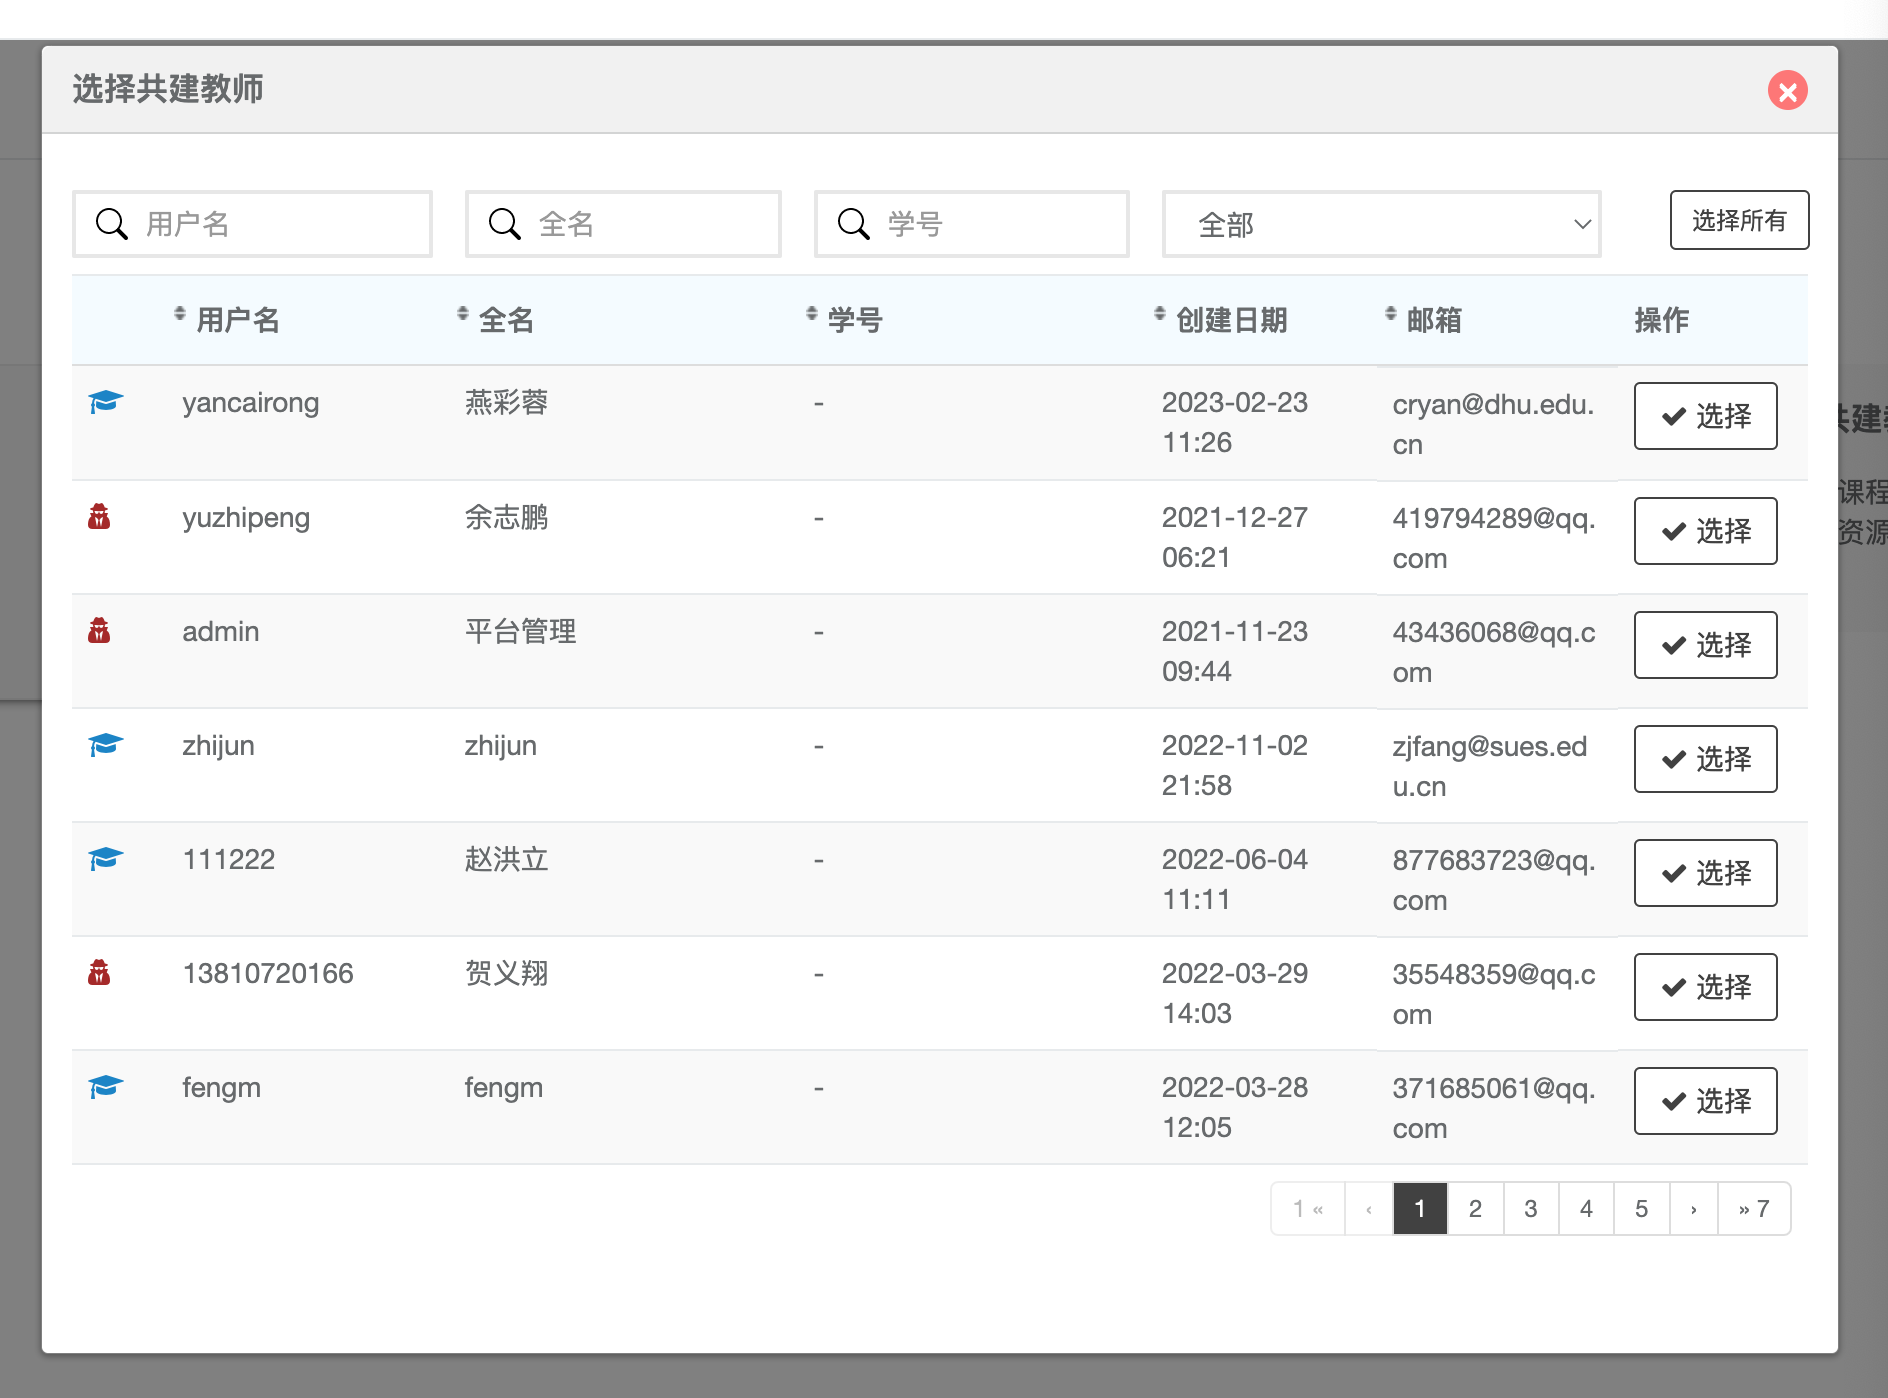 选择共建教师
用户名 全名 学号 全部 选择所有
用户名 全名 学号 创建日期 邮箱 操作
yancairong 燕彩蓉 - 2023-02-23 cryan@dhu.edu. 选择
11:26 cn
yuzhipeng 余志鹏 - 2021-12-27 419794289@qq. 选择
06:21 com
admin 平台管理 - 2021-11-23 43436068@qq.c 选择
09:44 om
zhijun zhijun - 2022-11-02 zjfang@sues.ed 选择
21:58 u.cn
111222 赵洪立 - 2022-06-04 877683723@qq. 选择
11:11 com
13810720166 贺义翔 - 2022-03-29 35548359@qq.c 选择
14:03 om
fengm fengm - 2022-03-28 371685061@qq. 选择
12:05 com
1 « ‹ 1 2 3 4 5 › » 7
共建
课程
资源